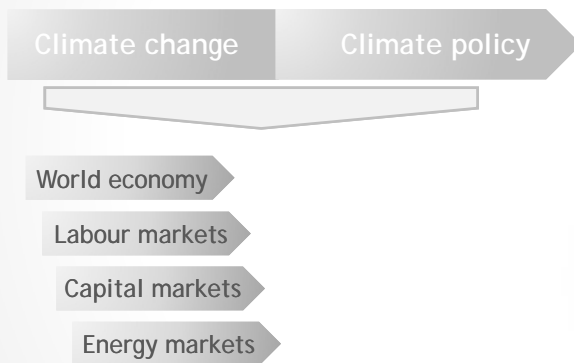 Climate change Climate policy
World economy
Labour markets
Capital markets
Energy markets